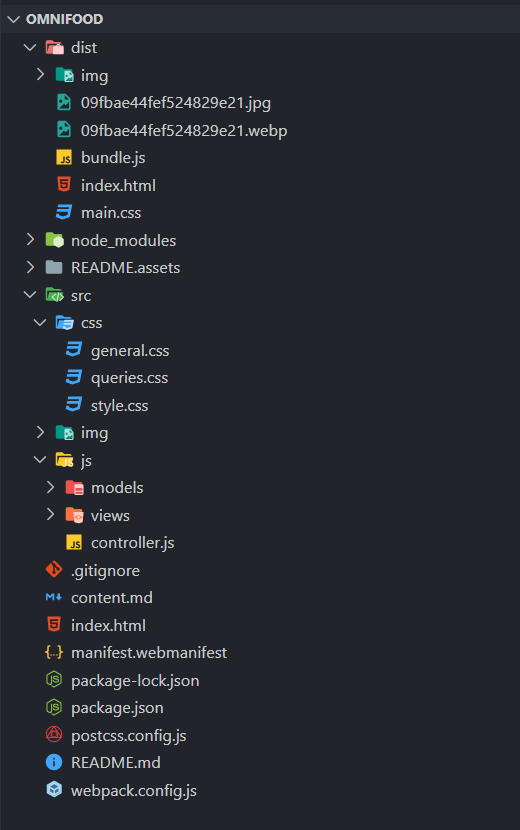 OMNIFOOD
dist
img
09fbae44fef524829e21.jpg
09fbae44fef524829e21.webp
JS bundle.js
index.html
main.css
node_modules
README.assets
src
css
general.css
queries.css
style.css
img
js
models
views
JS controller.js
.gitignore
content.md
index.html
manifest.webmanifest
package-lock.json
package.json
postcss.config.js
README.md
webpack.config.js